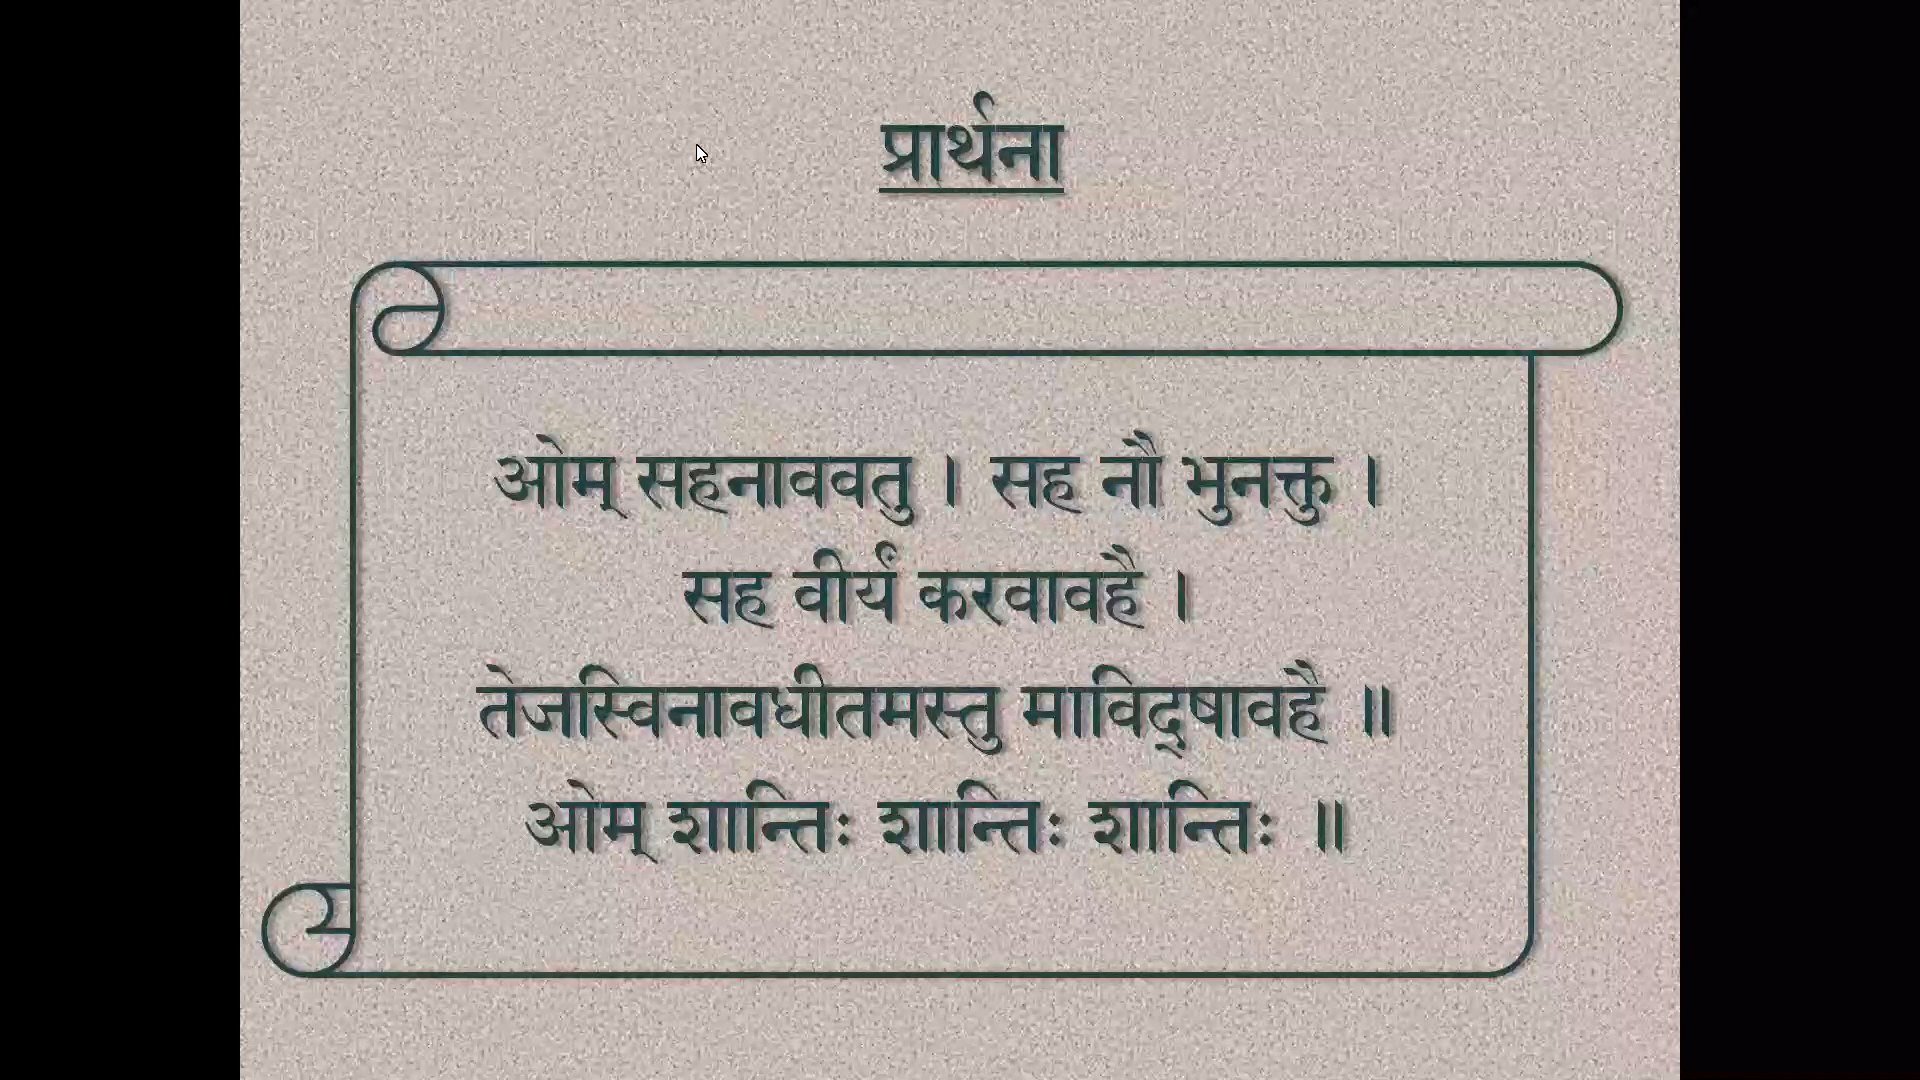 प्रार्थना
ओम् सहनाववतु । सह नौ भुनक्तु ।
सह वीर्यं करवावहै ।
तेजस्विनावधीतमस्तु माविद्‌षावहै ॥
ओम् शान्तिः शान्तिः शान्तिः ॥